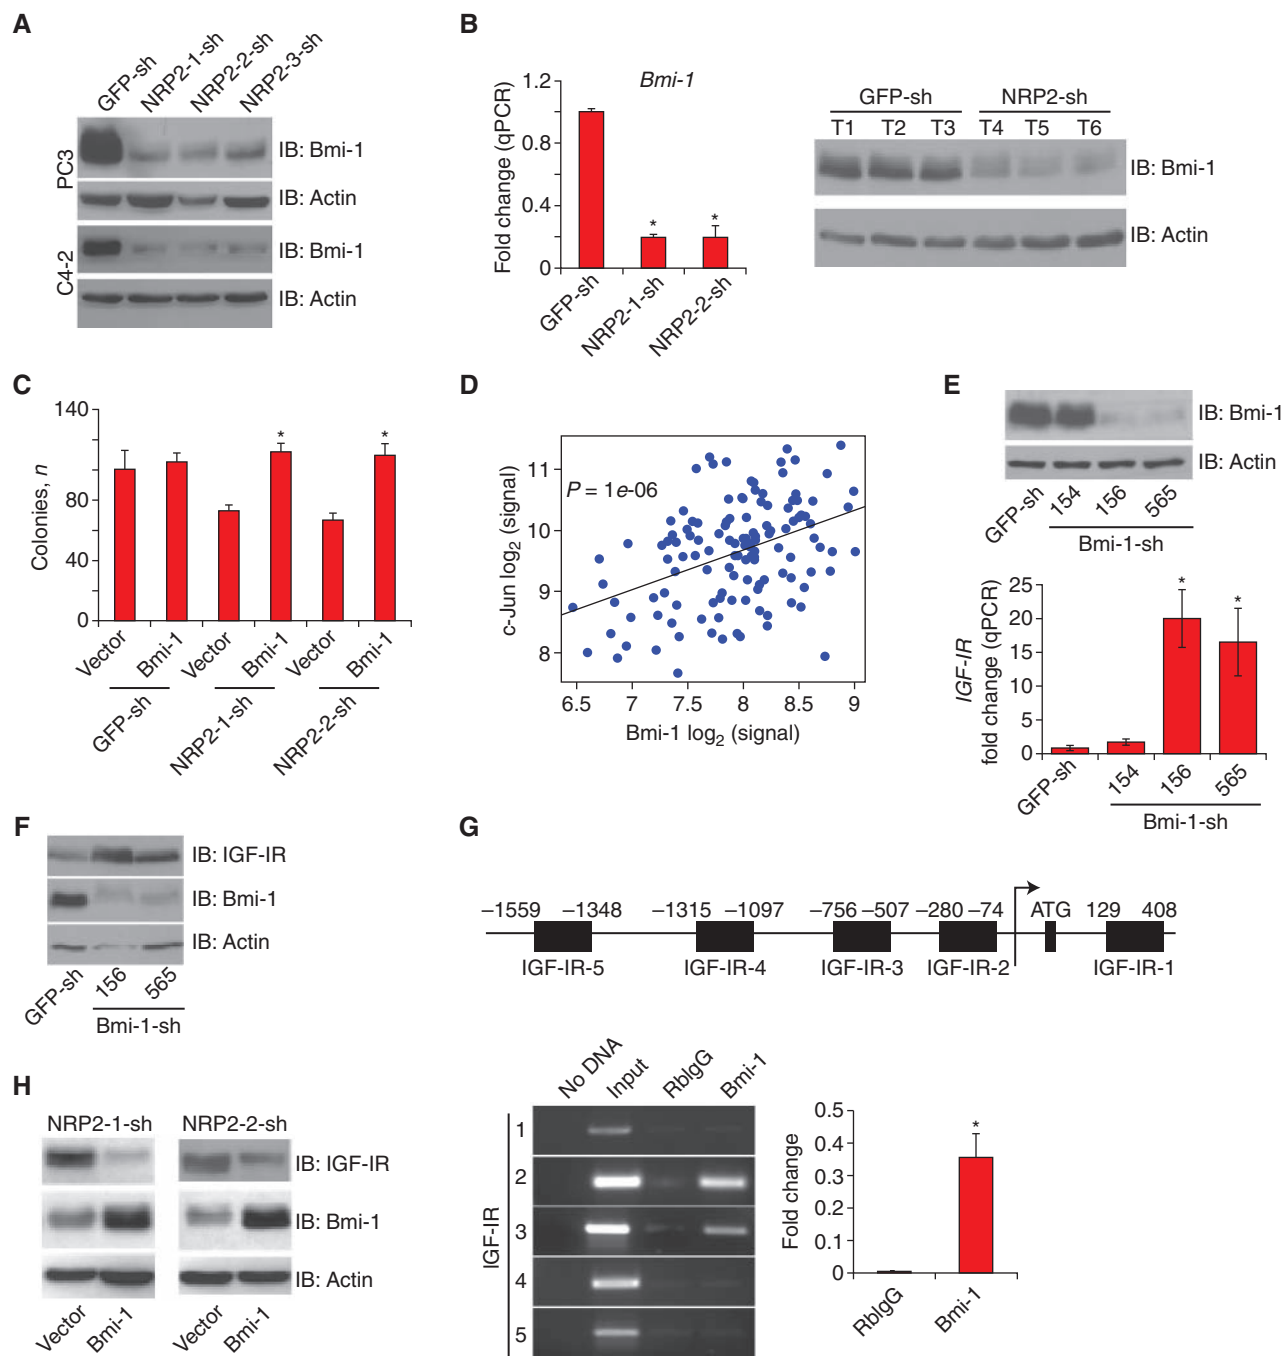 A
GFP-sh
NRP2-1-sh
NRP2-2-sh
NRP2-3-sh
PC3
IB: Bmi-1
IB: Actin
C4-2
IB: Bmi-1
IB: Actin
B
Bmi-1
Fold change (qPCR)
1.2
0.8
0.4
0
*
*
GFP-sh
NRP2-1-sh
NRP2-2-sh
GFP-sh NRP2-sh
T1 T2 T3 T4 T5 T6
IB: Bmi-1
IB: Actin
C
Colonies, n
140
80
40
0
*
*
Vector
Bmi-1
Vector
Bmi-1
Vector
Bmi-1
GFP-sh
NRP2-1-sh
NRP2-2-sh
D
c-Jun log2 (signal)
11
10
9
8
P = 1e-06
6.5 7 7.5 8 8.5 9
Bmi-1 log2 (signal)
E
IB: Bmi-1
IB: Actin
GFP-sh
154
156
565
Bmi-1-sh
IGF-IR
fold change (qPCR)
25
20
15
10
5
0
*
*
GFP-sh
154
156
565
Bmi-1-sh
F
IB: IGF-IR
IB: Bmi-1
IB: Actin
GFP-sh
156
565
Bmi-1-sh
G
–1559 –1348 –1315 –1097 –756 –507 –280 –74 ATG 129 408
IGF-IR-5 IGF-IR-4 IGF-IR-3 IGF-IR-2 IGF-IR-1
No DNA
Input
RbIgG
Bmi-1
IGF-IR
1
2
3
4
5
Fold change
0.5
0.4
0.3
0.2
0.1
0
*
RbIgG
Bmi-1
H
NRP2-1-sh NRP2-2-sh
IB: IGF-IR
IB: Bmi-1
IB: Actin
Vector
Bmi-1
Vector
Bmi-1